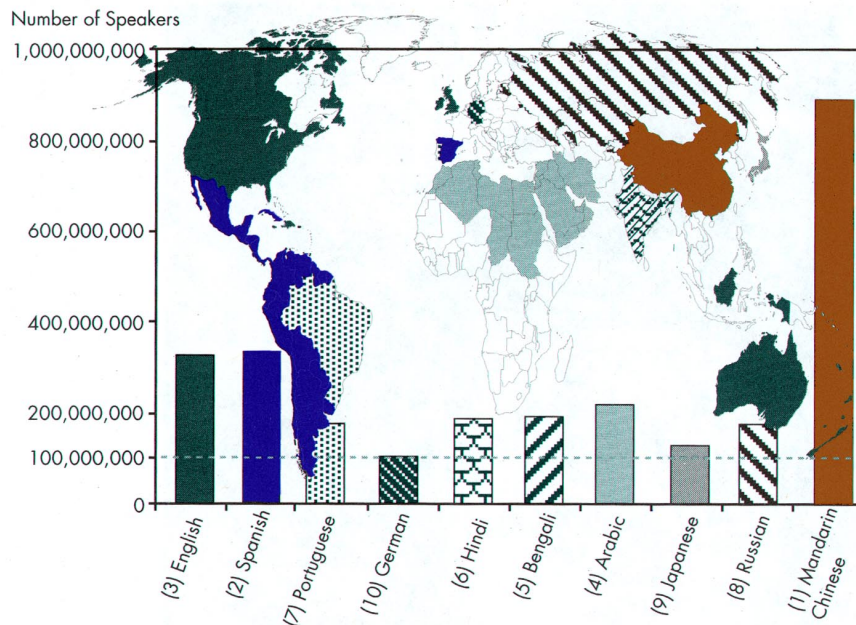 Number of Speakers
1,000,000,000
800,000,000
600,000,000
400,000,000
200,000,000
100,000,000
0
(3) English
(2) Spanish
(7) Portuguese
(10) German
(6) Hindi
(5) Bengali
(4) Arabic
(9) Japanese
(8) Russian
(1) Mandarin
Chinese